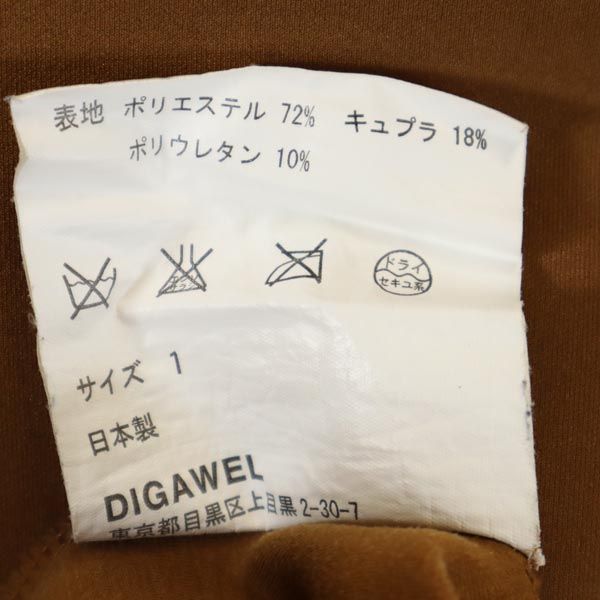 表地 ポリエステル 72% キュプラ 18%
ポリウレタン 10%
ドライ
セキユ系
サイズ 1
日本製
DIGAWEL
東京都目黒区上目黒2-30-7